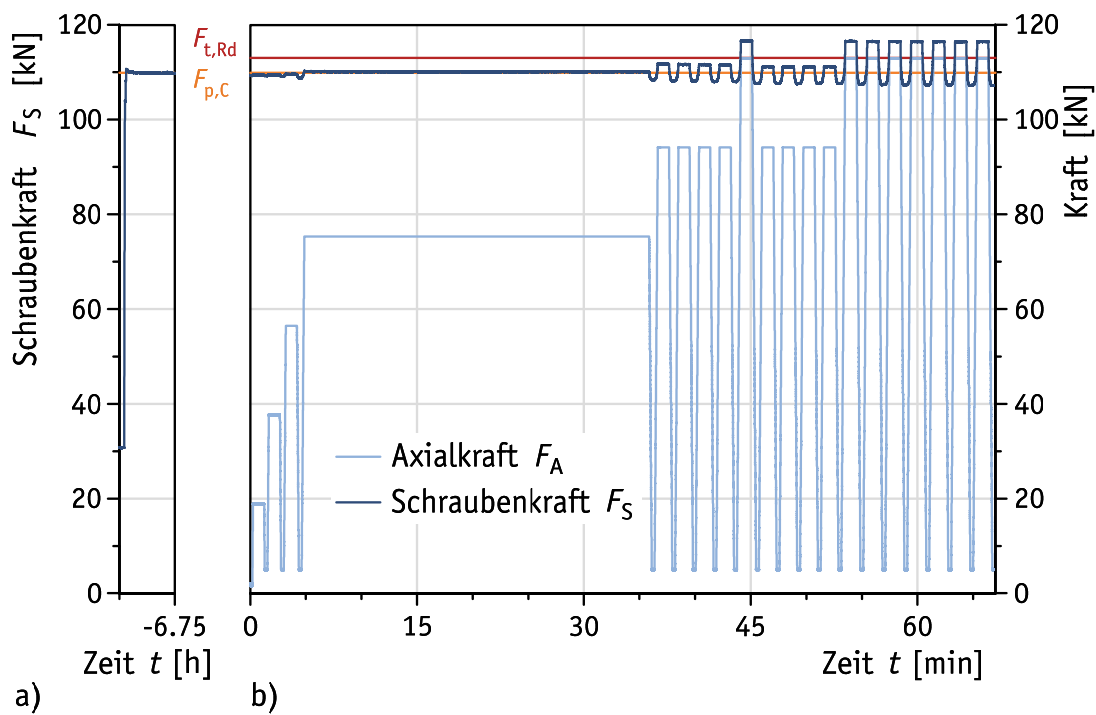 Schraubenkraft F_S [kN]
120
100
80
60
40
20
0
-6.75
Zeit t [h]
a)
F_t,Rd
F_p,C
Axialkraft F_A
Schraubenkraft F_S
0
15
30
45
60
Zeit t [min]
b)
120
100
80
60
40
20
0
Kraft [kN]